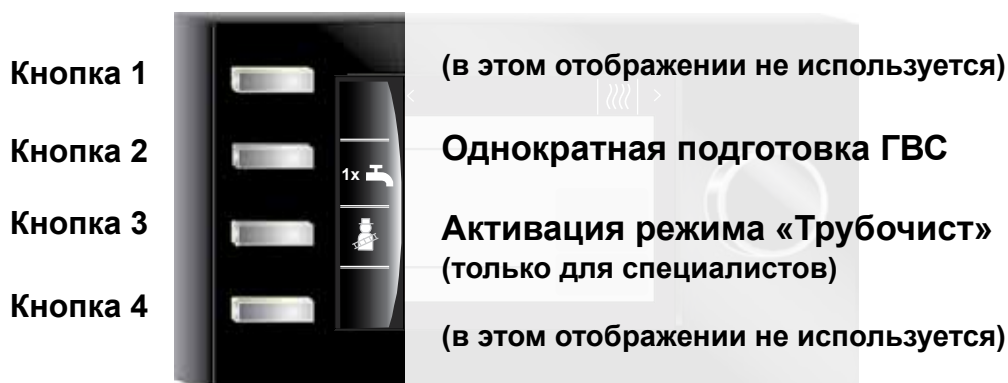 Кнопка 1
(в этом отображении не используется)
Кнопка 2
Однократная подготовка ГВС
1x
Кнопка 3
Активация режима «Трубочист»
(только для специалистов)
Кнопка 4
(в этом отображении не используется)